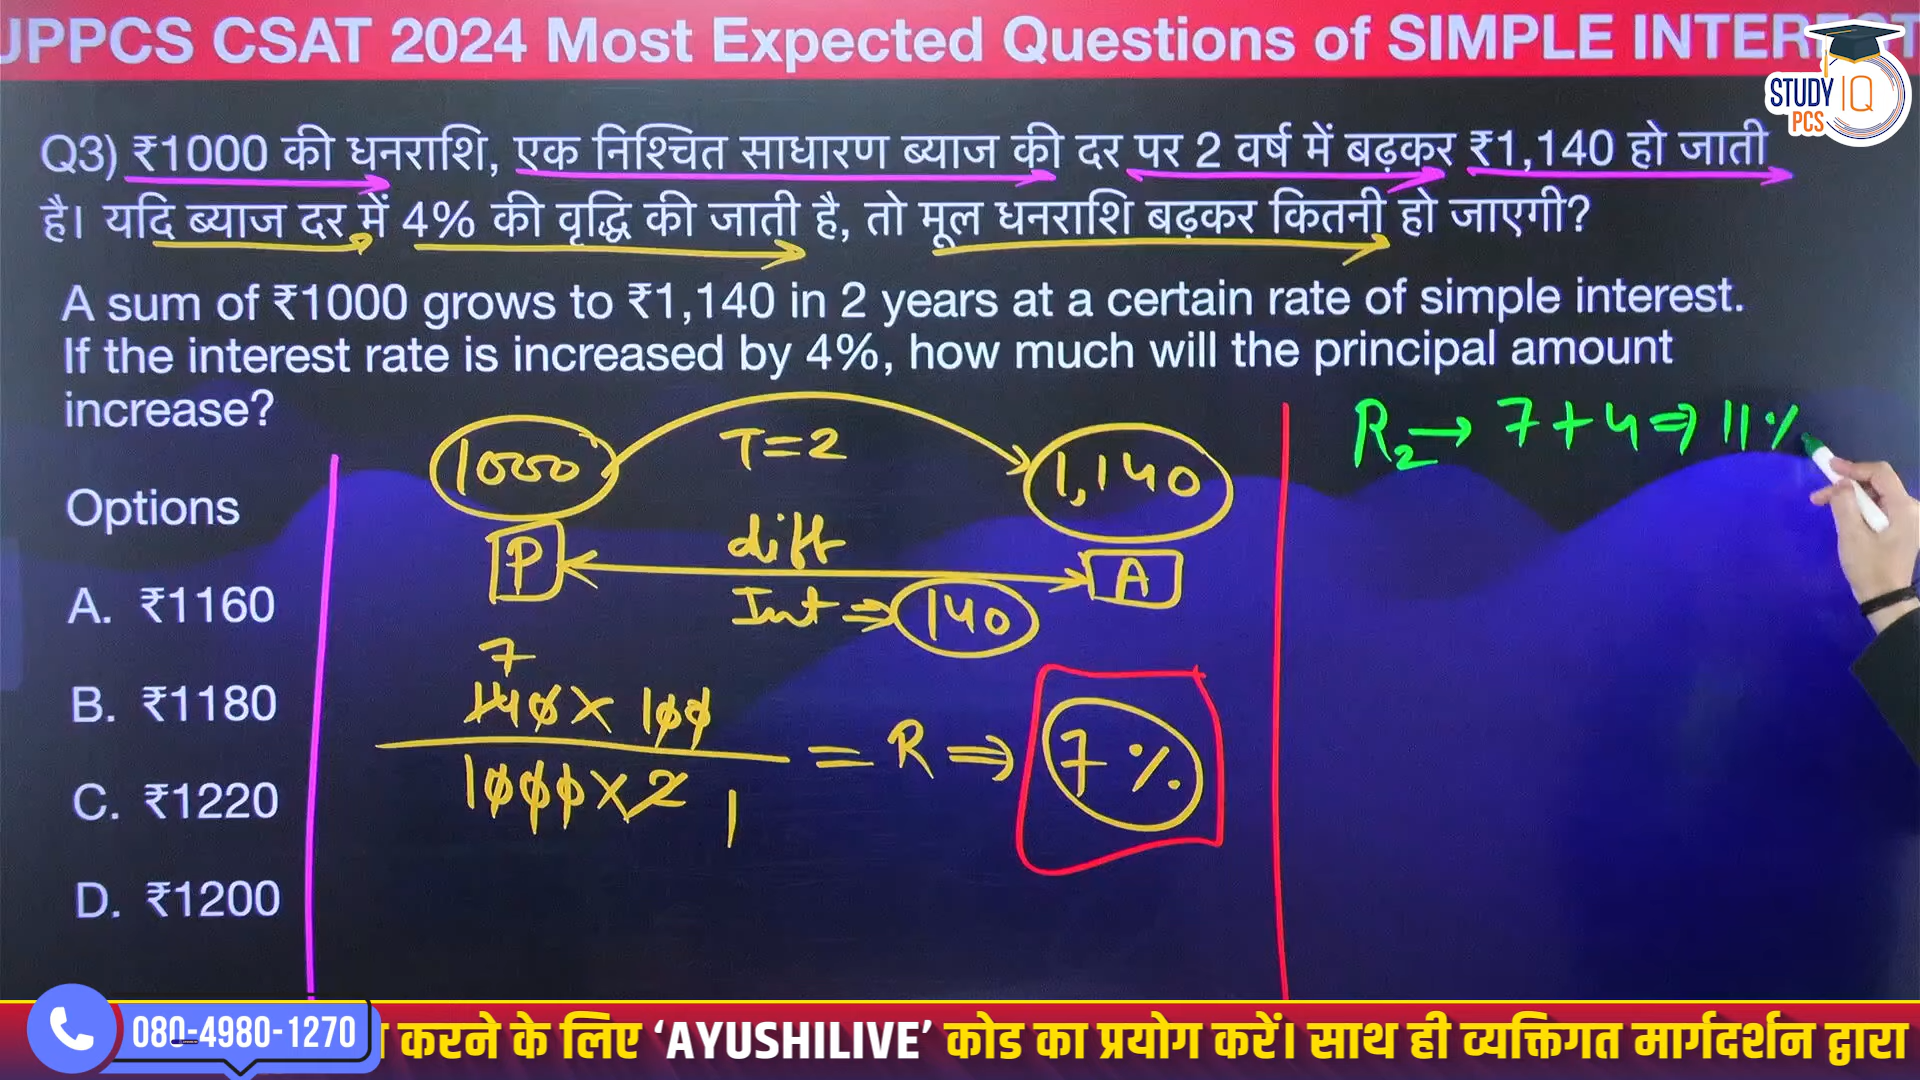 UPPCS CSAT 2024 Most Expected Questions of SIMPLE INTEREST
STUDY IQ
PCS
Q3) ₹1000 की धनराशि, एक निश्चित साधारण ब्याज की दर पर 2 वर्ष में बढ़कर ₹1,140 हो जाती
है। यदि ब्याज दर में 4% की वृद्धि की जाती है, तो मूल धनराशि बढ़कर कितनी हो जाएगी?
A sum of ₹1000 grows to ₹1,140 in 2 years at a certain rate of simple interest.
If the interest rate is increased by 4%, how much will the principal amount
increase?
Options
A. ₹1160
B. ₹1180
C. ₹1220
D. ₹1200
1000 T=2 1,140
P diff A
Int ⇒ 140
7
140 × 100
1000 × 2 1
= R ⇒ 7%
R₂ → 7+4 ⇒ 11%
080-4980-1270
करने के लिए ‘AYUSHILIVE’ कोड का प्रयोग करें। साथ ही व्यक्तिगत मार्गदर्शन द्वारा